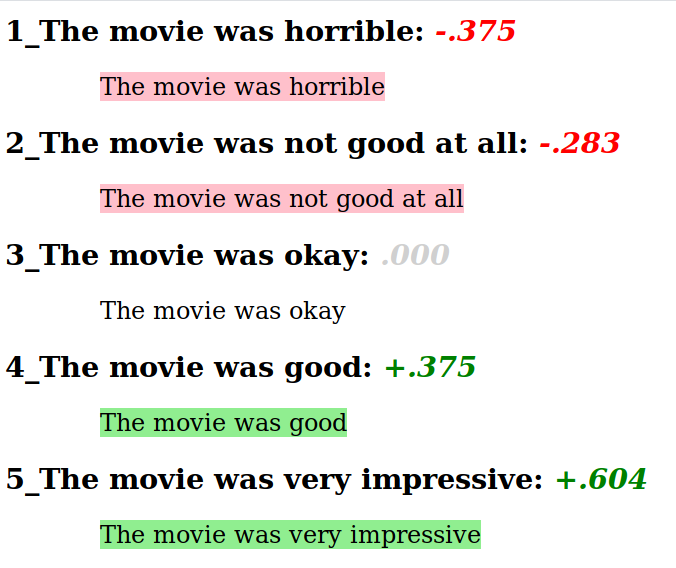 1_The movie was horrible: -.375
The movie was horrible
2_The movie was not good at all: -.283
The movie was not good at all
3_The movie was okay: .000
The movie was okay
4_The movie was good: +.375
The movie was good
5_The movie was very impressive: +.604
The movie was very impressive